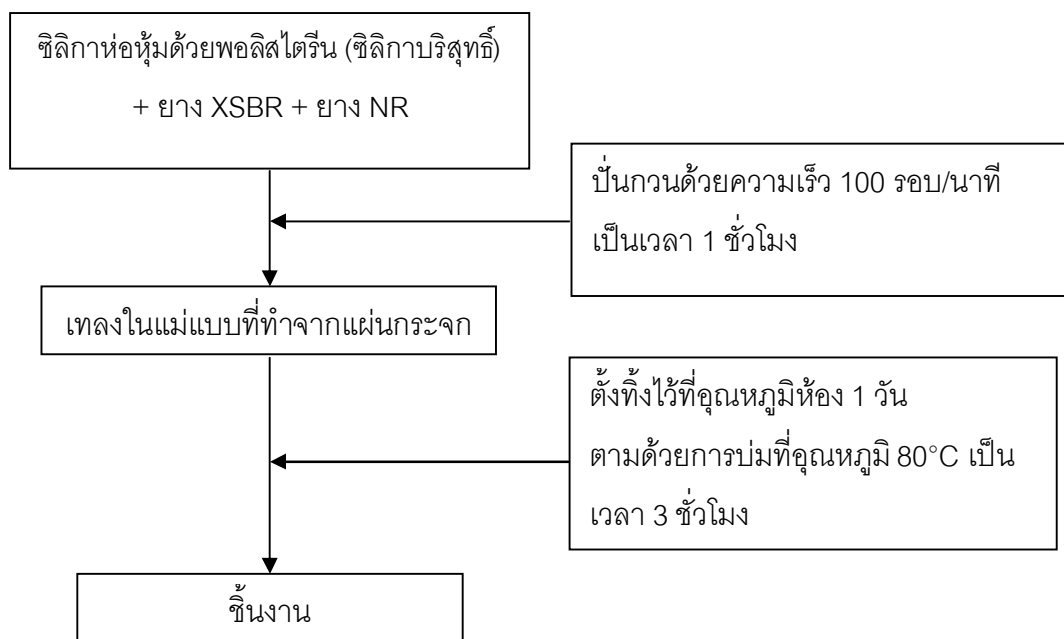 ซิลิกาห่อหุ้มด้วยพอลิสไตรีน (ซิลิกาบริสุทธิ์)
+ ยาง XSBR + ยาง NR
ปั่นกวนด้วยความเร็ว 100 รอบ/นาที
เป็นเวลา 1 ชั่วโมง
เทลงในแม่แบบที่ทำจากแผ่นกระจก
ตั้งทิ้งไว้ที่อุณหภูมิห้อง 1 วัน
ตามด้วยการบ่มที่อุณหภูมิ 80°C เป็น
เวลา 3 ชั่วโมง
ชิ้นงาน